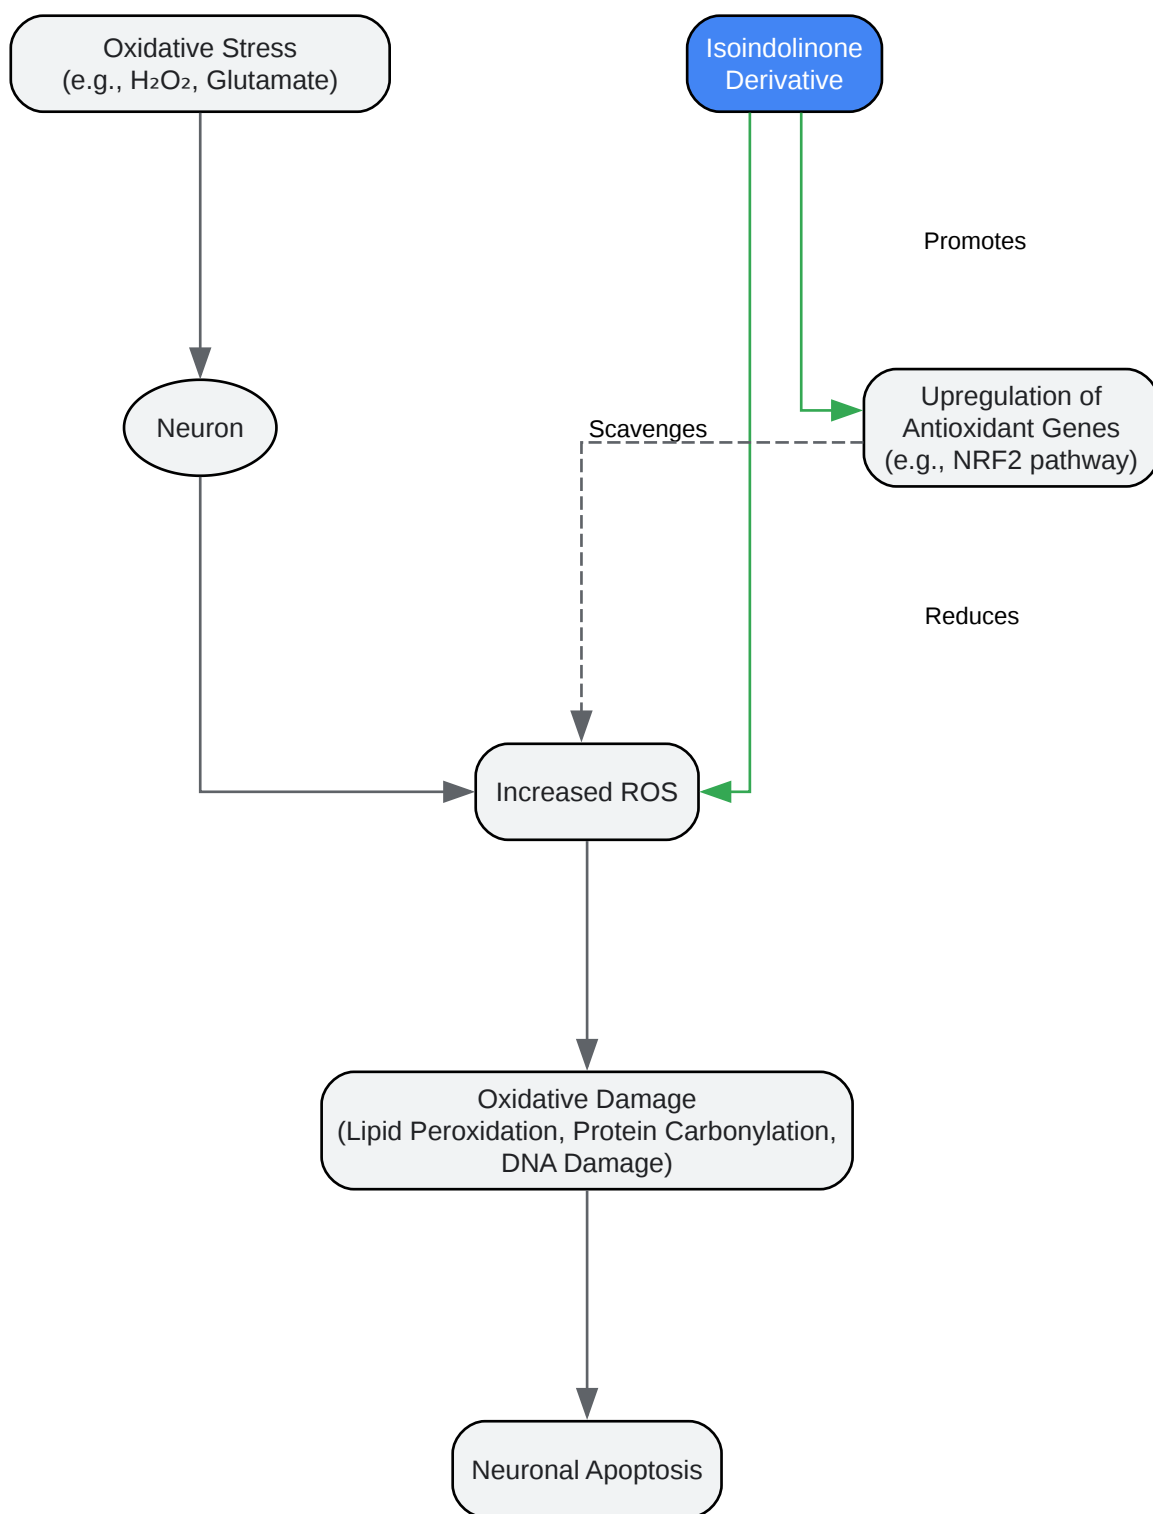 Oxidative Stress
(e.g., H₂O₂, Glutamate)
Isoindolinone
Derivative
Promotes
Upregulation of
Antioxidant Genes
(e.g., NRF2 pathway)
Neuron
Scavenges
Reduces
Increased ROS
Oxidative Damage
(Lipid Peroxidation, Protein Carbonylation,
DNA Damage)
Neuronal Apoptosis